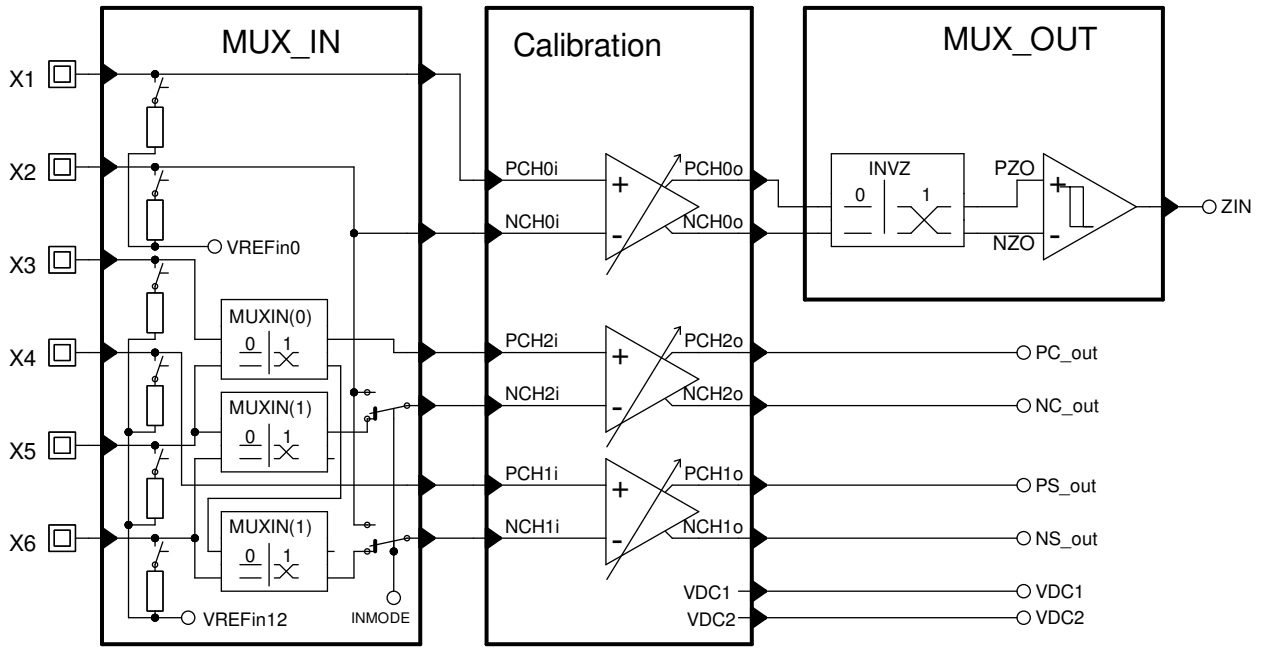 MUX_IN
Calibration
MUX_OUT
X1
X2
X3
X4
X5
X6
VREFin0
MUXIN(0)
0 1
MUXIN(1)
0 1
MUXIN(1)
0 1
VREFin12
INMODE
PCH0i
NCH0i
PCH2i
NCH2i
PCH1i
NCH1i
+
-
+
-
+
-
PCH0o
NCH0o
PCH2o
NCH2o
PCH1o
NCH1o
VDC1
VDC2
INVZ
0 1
PZO
NZO
+
-
ZIN
PC_out
NC_out
PS_out
NS_out
VDC1
VDC2